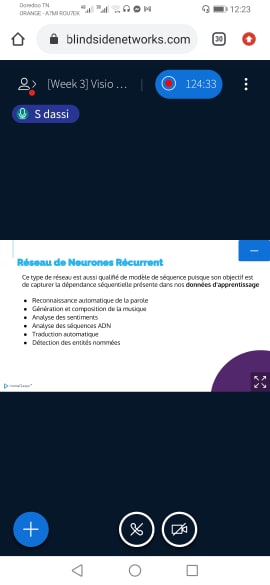 Ooredoo TN
ORANGE - A7MI ROU7EK
12:23
blindsidenetworks.com
30
[Week 3] Visio ...
124:33
S dassi
Réseau de Neurones Récurrent
Ce type de réseau est aussi qualifié de modèle de séquence puisque son objectif est
de capturer la dépendance séquentielle présente dans nos données d'apprentissage
Reconnaissance automatique de la parole
Génération et composition de la musique
Analyse des sentiments
Analyse des séquences ADN
Traduction automatique
Détection des entités nommées